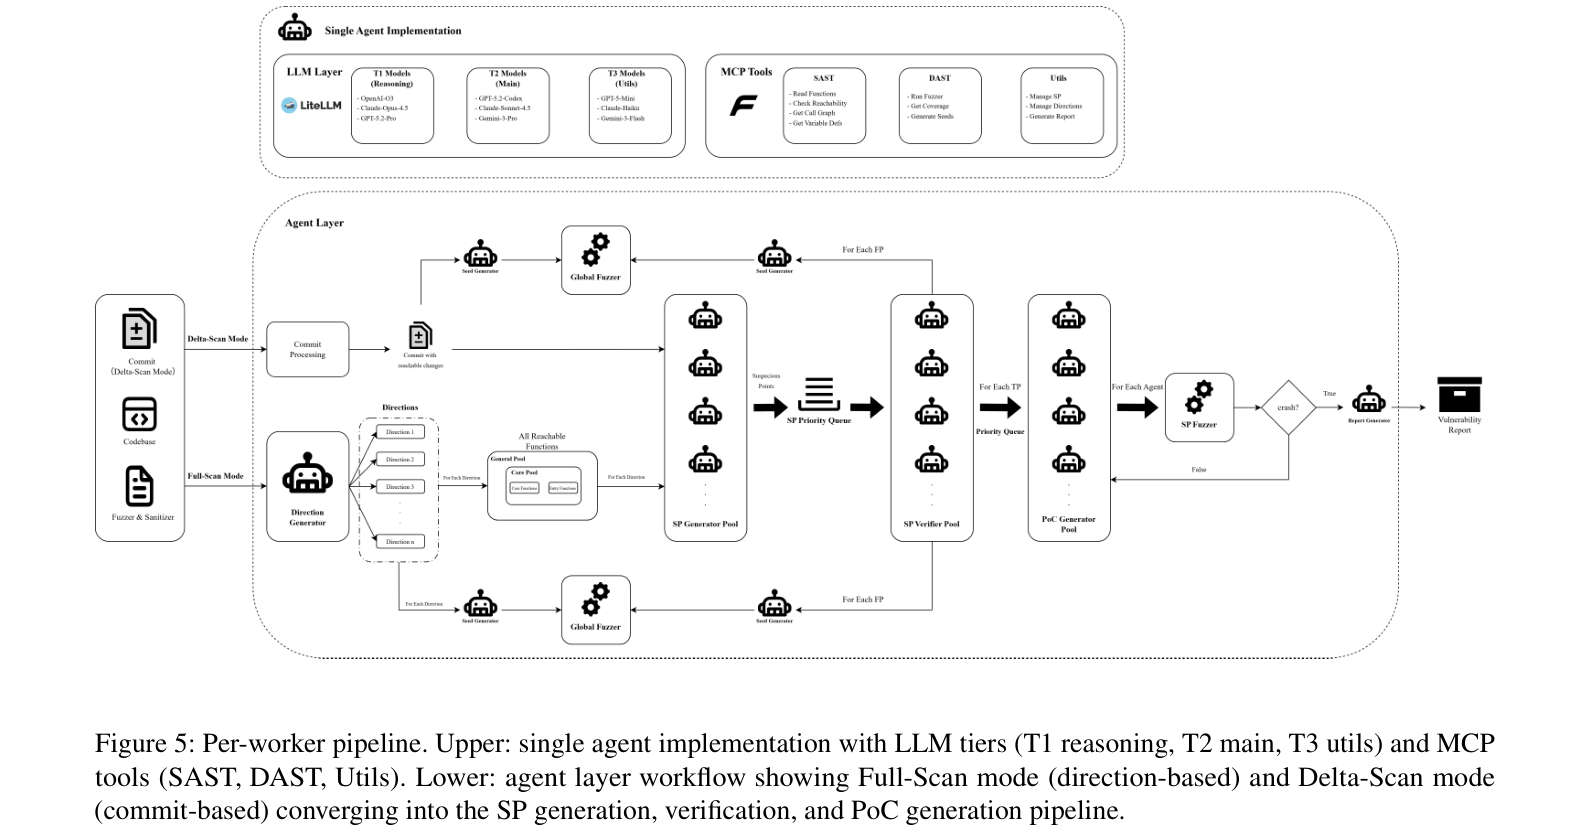 Single Agent Implementation
LLM Layer
LiteLLM
T1 Models
(Reasoning)
- OpenAI-O3
- Claude-Opus-4.5
- GPT-5.2-Pro
T2 Models
(Main)
- GPT-5.2-Codex
- Claude-Sonnet-4.5
- Gemini-3-Pro
T3 Models
(Utils)
- GPT-5-Mini
- Claude-Haiku
- Gemini-3-Flash
MCP Tools
SAST
- Read Functions
- Check Reachability
- Get Call Graph
- Get Variable Defs
DAST
- Run Fuzzer
- Get Coverage
- Generate Seeds
Utils
- Manage SP
- Manage Directions
- Generate Report
Agent Layer
Seed Generator
Global Fuzzer
Seed Generator
For Each FP
Commit
(Delta-Scan Mode)
Codebase
Fuzzer & Sanitizer
Delta-Scan Mode
Full-Scan Mode
Commit
Processing
Commit with
reachable changes
Direction
Generator
Directions
Direction 1
Direction 2
Direction 3
Direction n
For Each Direction
All Reachable
Functions
General Pool
Core Pool
Core Functions
Entry Functions
For Each Direction
SP Generator Pool
Suspicious
Points
SP Priority Queue
SP Verifier Pool
For Each TP
Priority Queue
PoC Generator
Pool
For Each Agent
SP Fuzzer
crash?
True
False
Report Generator
Vulnerability
Report
For Each Direction
Seed Generator
Global Fuzzer
Seed Generator
For Each FP
Figure 5: Per-worker pipeline. Upper: single agent implementation with LLM tiers (T1 reasoning, T2 main, T3 utils) and MCP
tools (SAST, DAST, Utils). Lower: agent layer workflow showing Full-Scan mode (direction-based) and Delta-Scan mode
(commit-based) converging into the SP generation, verification, and PoC generation pipeline.